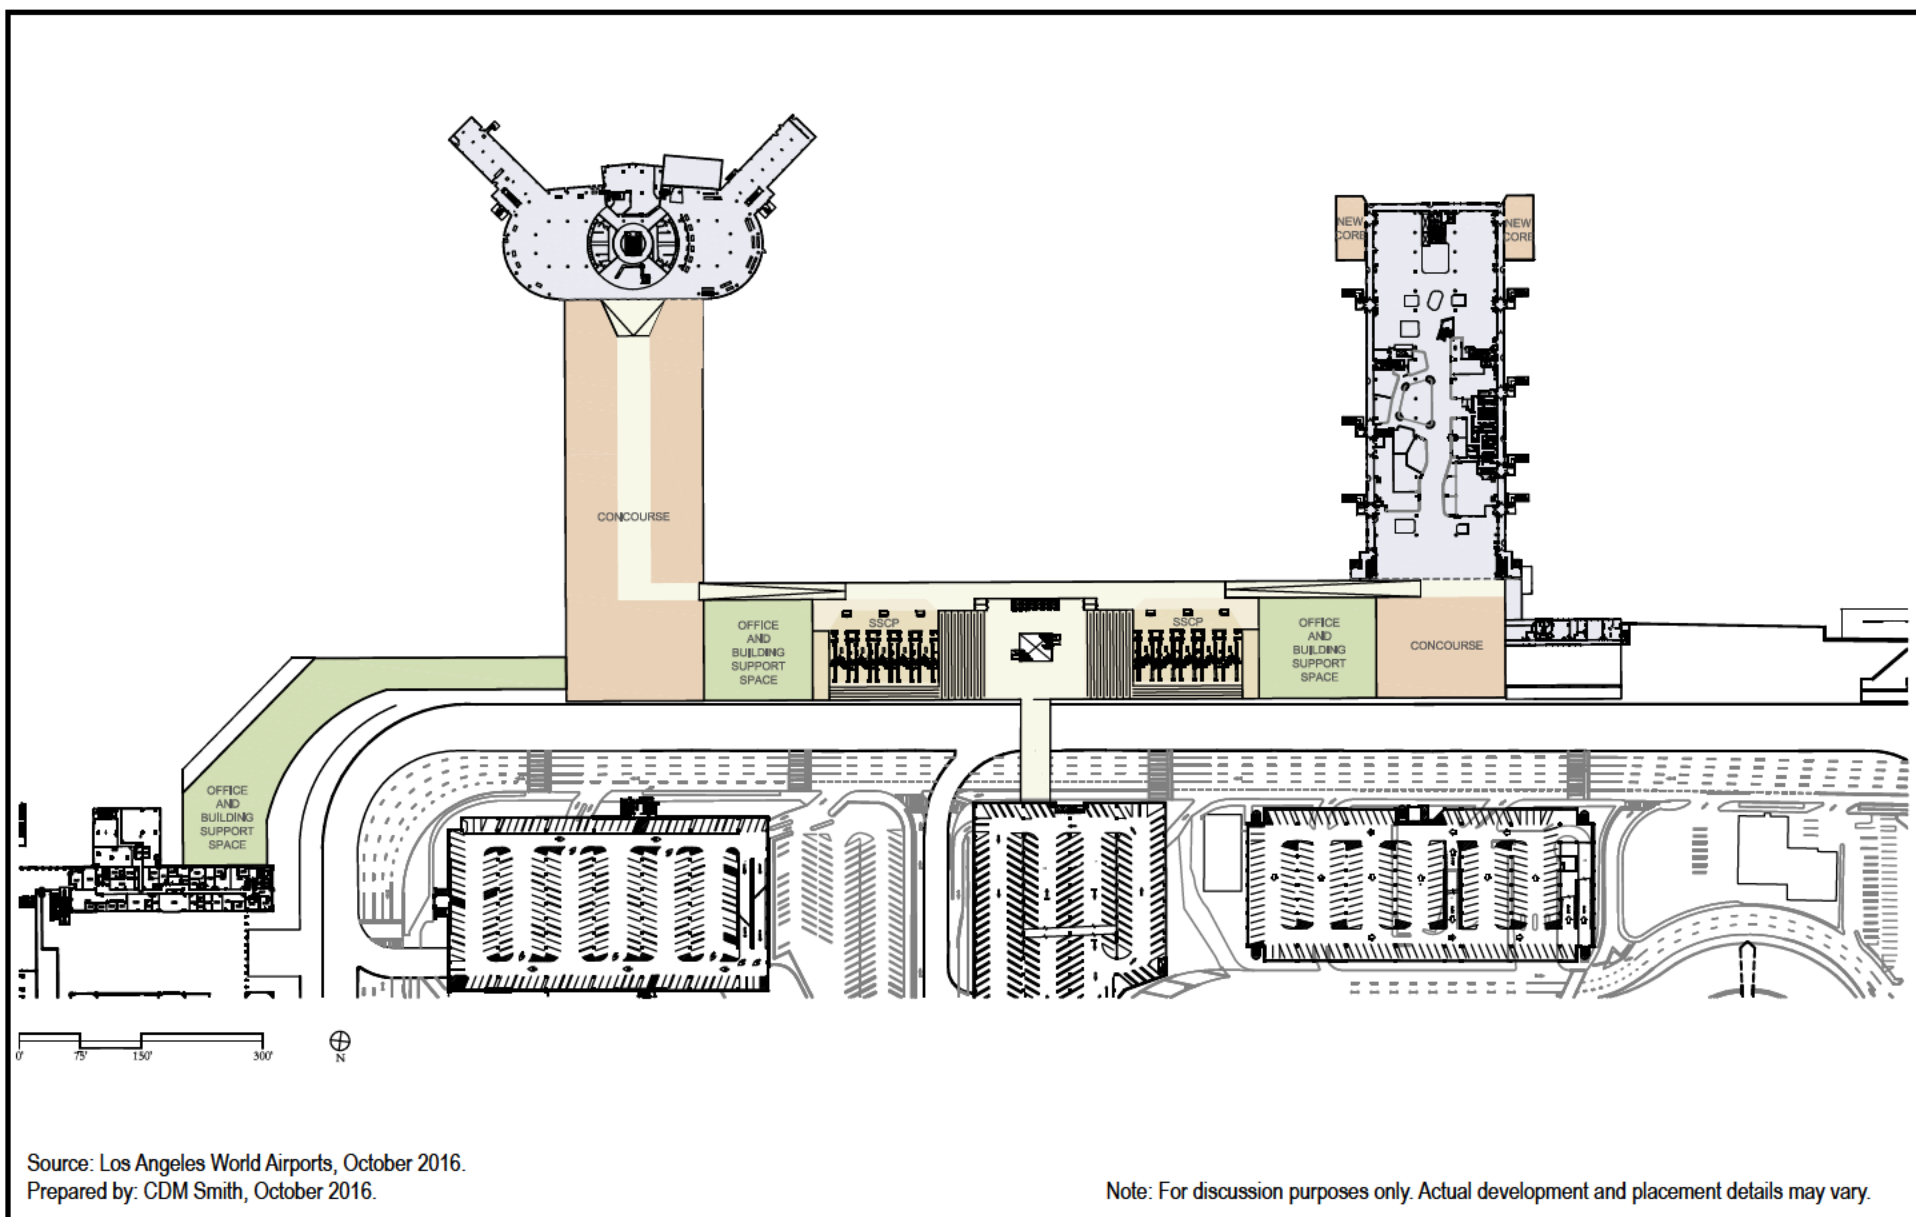 NEW
CORE
NEW
CORE
CONCOURSE
OFFICE
AND
BUILDING
SUPPORT
SPACE
SSCP
SSCP
OFFICE
AND
BUILDING
SUPPORT
SPACE
CONCOURSE
OFFICE
AND
BUILDING
SUPPORT
SPACE
0' 75' 150' 300'
N
Source: Los Angeles World Airports, October 2016.
Prepared by: CDM Smith, October 2016.
Note: For discussion purposes only. Actual development and placement details may vary.